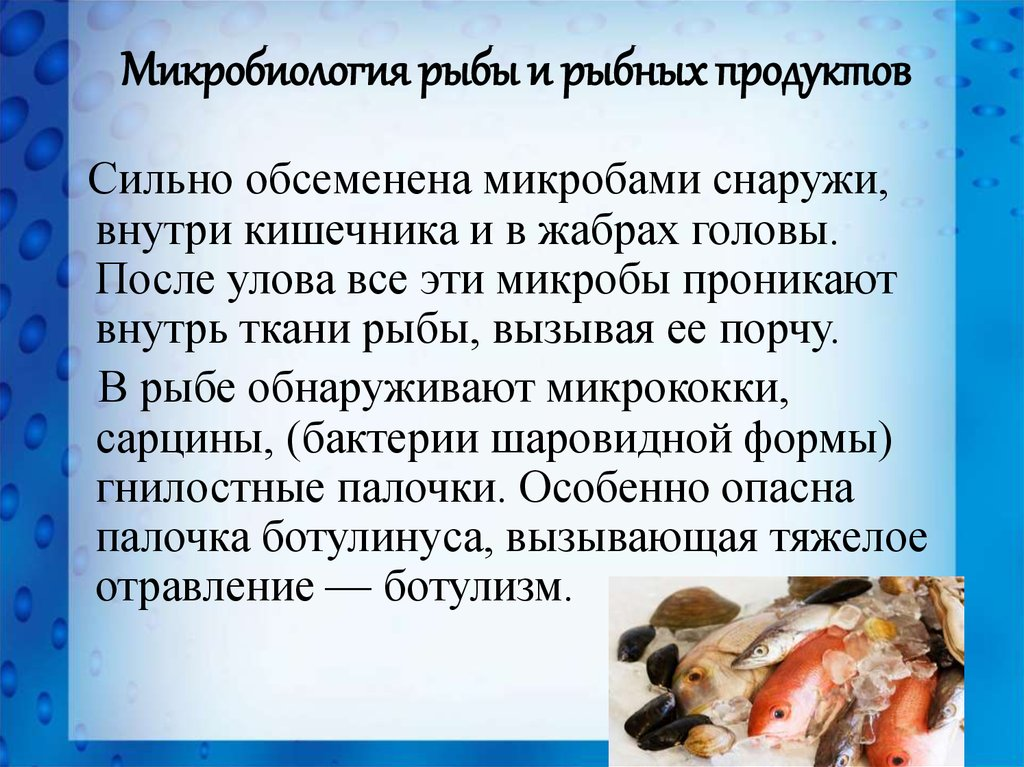 Микробиология рыбы и рыбных продуктов
Сильно обсеменена микробами снаружи,
внутри кишечника и в жабрах головы.
После улова все эти микробы проникают
внутрь ткани рыбы, вызывая ее порчу.
В рыбе обнаруживают микрококки,
сарцины, (бактерии шаровидной формы)
гнилостные палочки. Особенно опасна
палочка ботулинуса, вызывающая тяжелое
отравление — ботулизм.